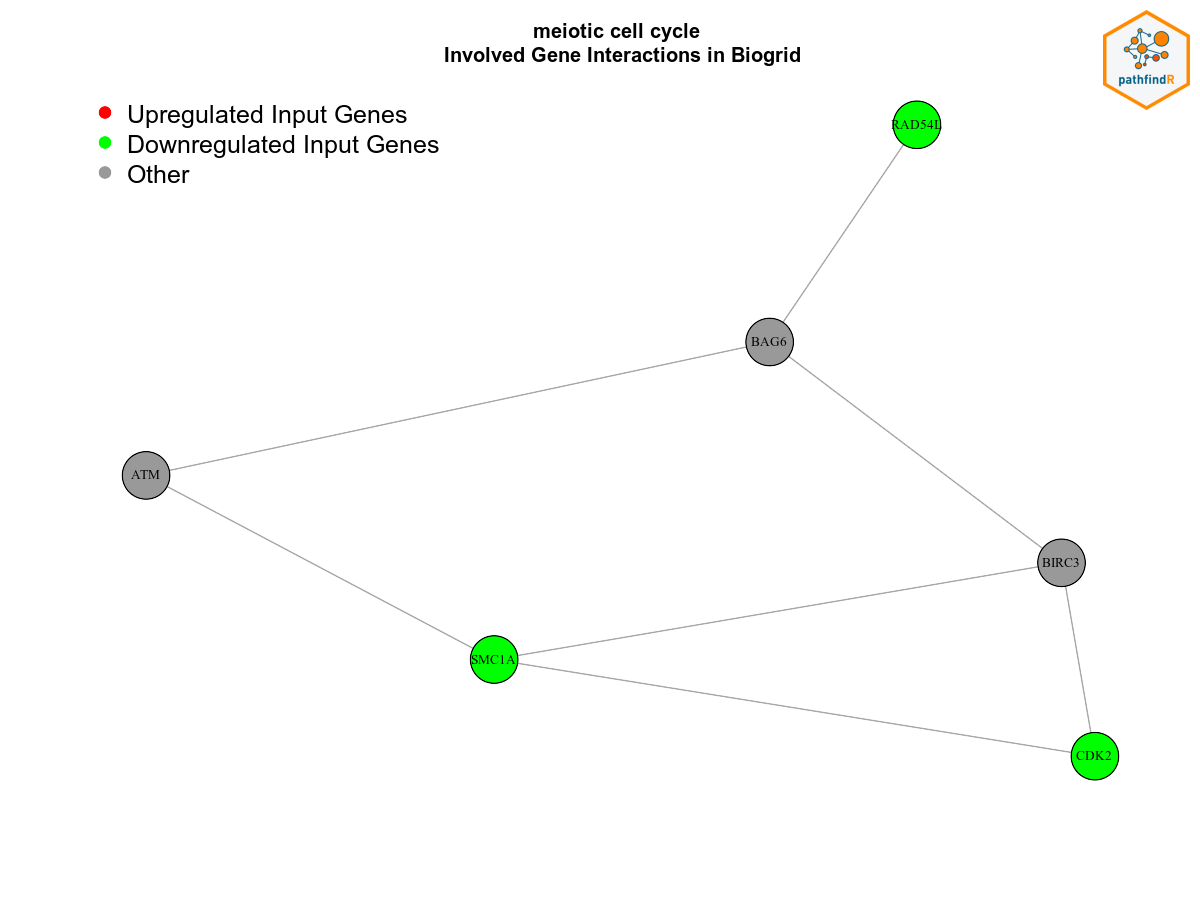 meiotic cell cycle
Involved Gene Interactions in Biogrid
pathfindR
Upregulated Input Genes
Downregulated Input Genes
Other
RAD54L
BAG6
ATM
BIRC3
SMC1A
CDK2